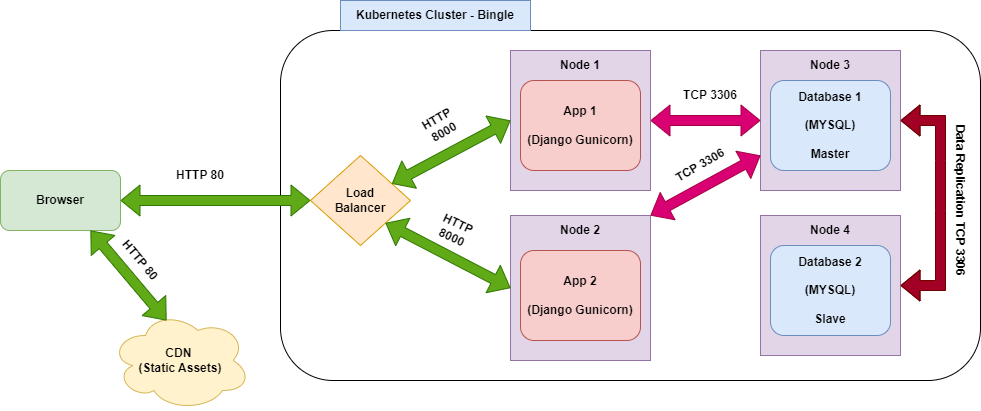 Kubernetes Cluster - Bingle
Node 1
App 1
(Django Gunicorn)
TCP 3306
Node 3
Database 1
(MYSQL)
Master
HTTP
8000
HTTP 80
Load
Balancer
Browser
TCP 3306
Data Replication TCP 3306
HTTP
8000
HTTP 80
Node 2
App 2
(Django Gunicorn)
Node 4
Database 2
(MYSQL)
Slave
CDN
(Static Assets)